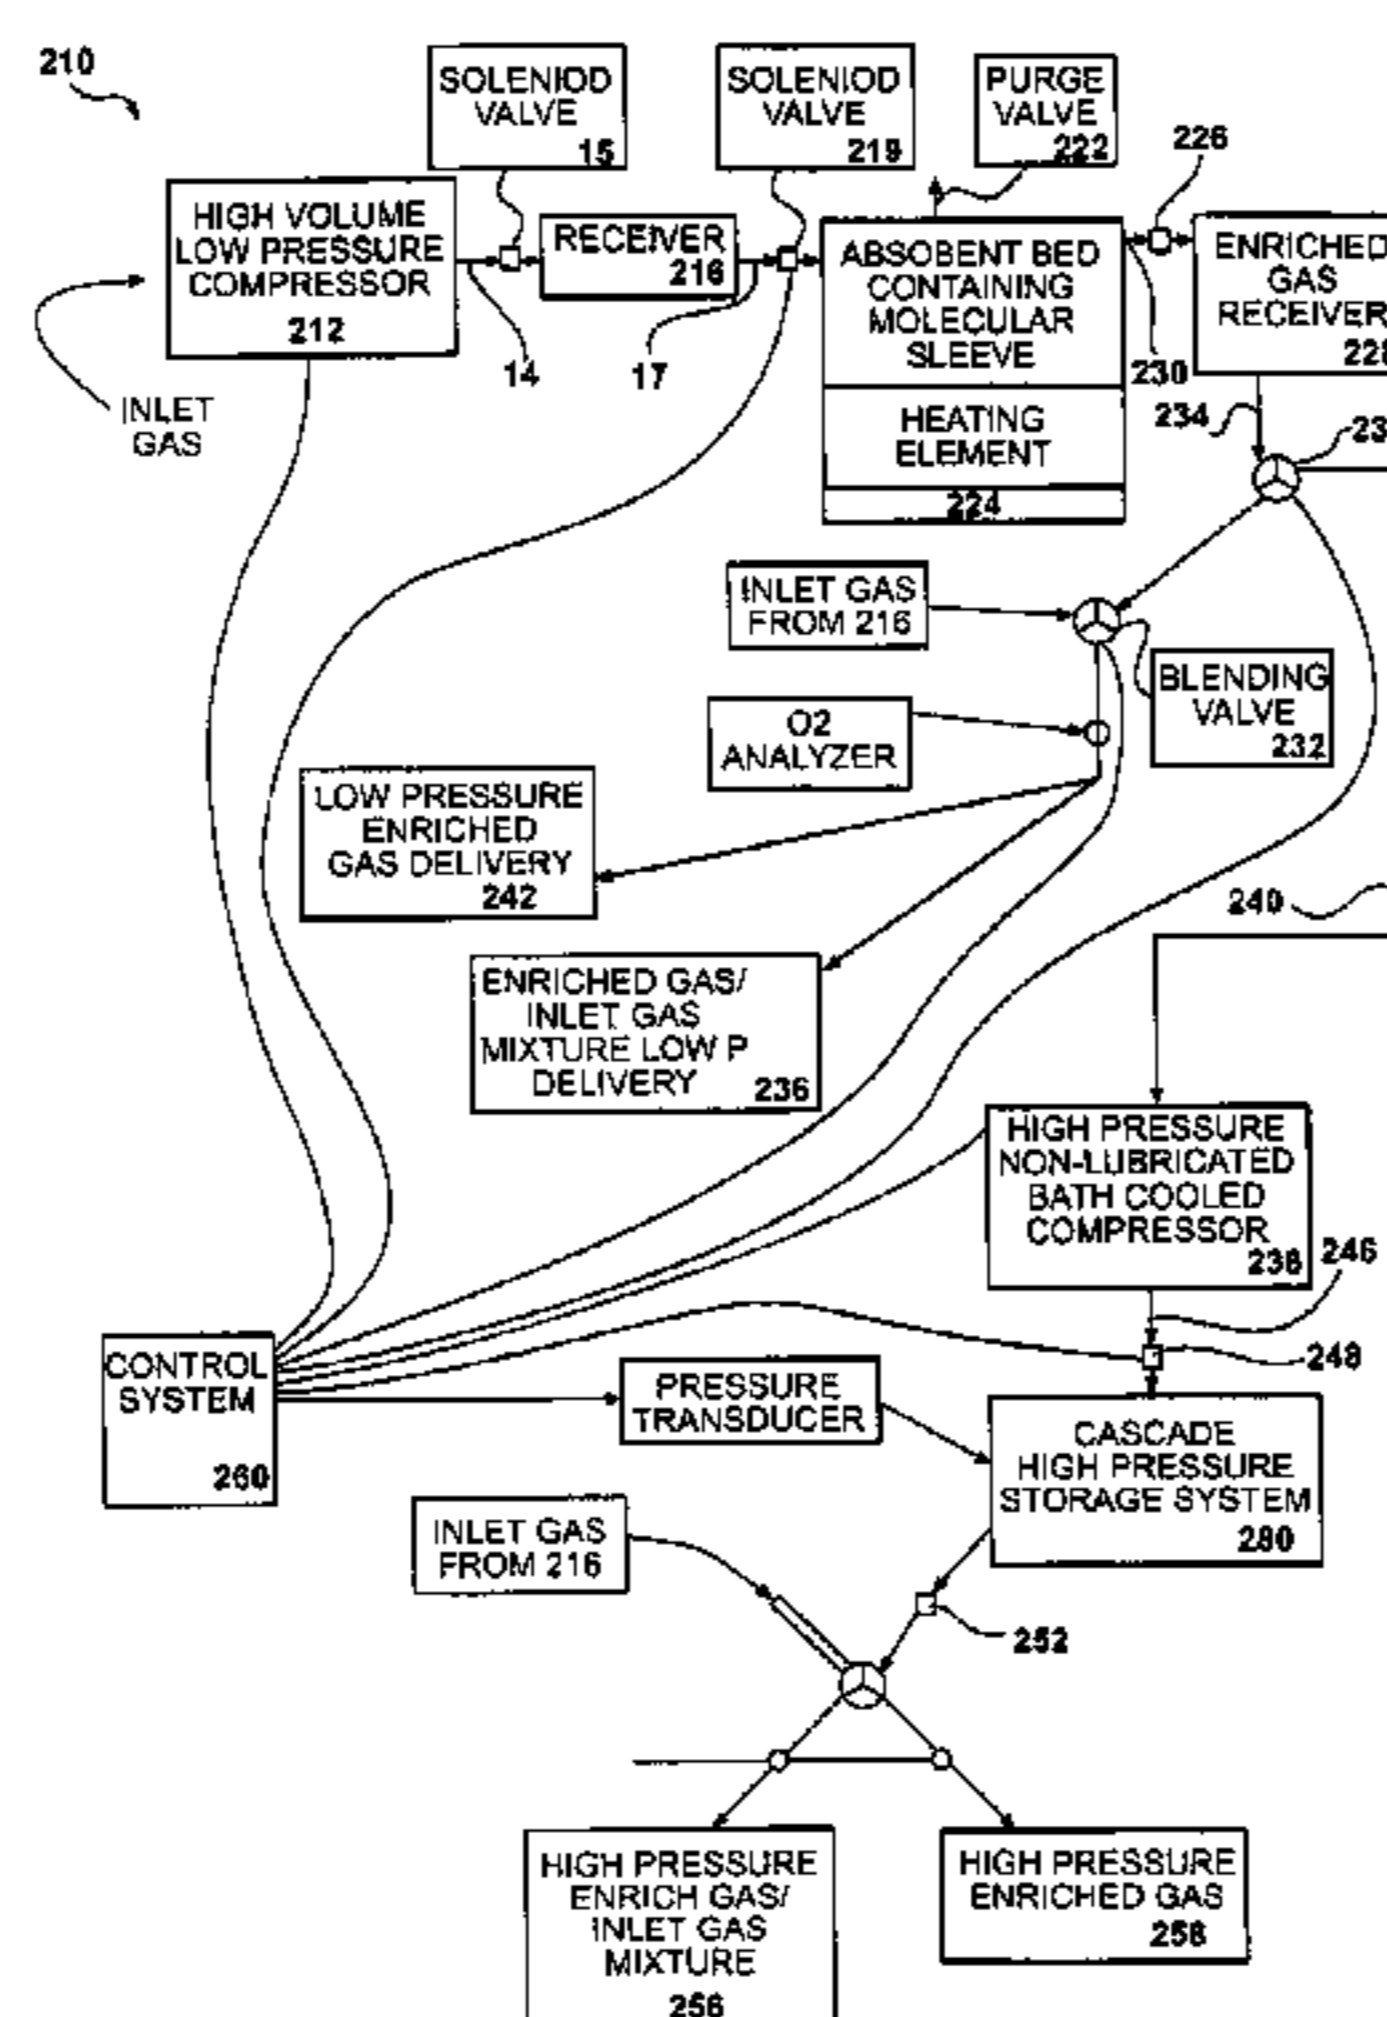 210
SOLENIOD
VALVE
15
SOLENIOD
VALVE
219
PURGE
VALVE
222
226
HIGH VOLUME
LOW PRESSURE
COMPRESSOR
212
RECEIVER
216
ABSOBENT BED
CONTAINING
MOLECULAR
SLEEVE
HEATING
ELEMENT
224
ENRICHED
GAS
RECEIVER
228
14
17
230
INLET
GAS
234
INLET GAS
FROM 216
BLENDING
VALVE
232
O2
ANALYZER
LOW PRESSURE
ENRICHED
GAS DELIVERY
242
240
ENRICHED GAS/
INLET GAS
MIXTURE LOW P
DELIVERY
236
HIGH PRESSURE
NON-LUBRICATED
BATH COOLED
COMPRESSOR
238
246
248
CONTROL
SYSTEM
260
PRESSURE
TRANSDUCER
CASCADE
HIGH PRESSURE
STORAGE SYSTEM
280
INLET GAS
FROM 216
252
HIGH PRESSURE
ENRICH GAS/
INLET GAS
MIXTURE
256
HIGH PRESSURE
ENRICHED GAS
258